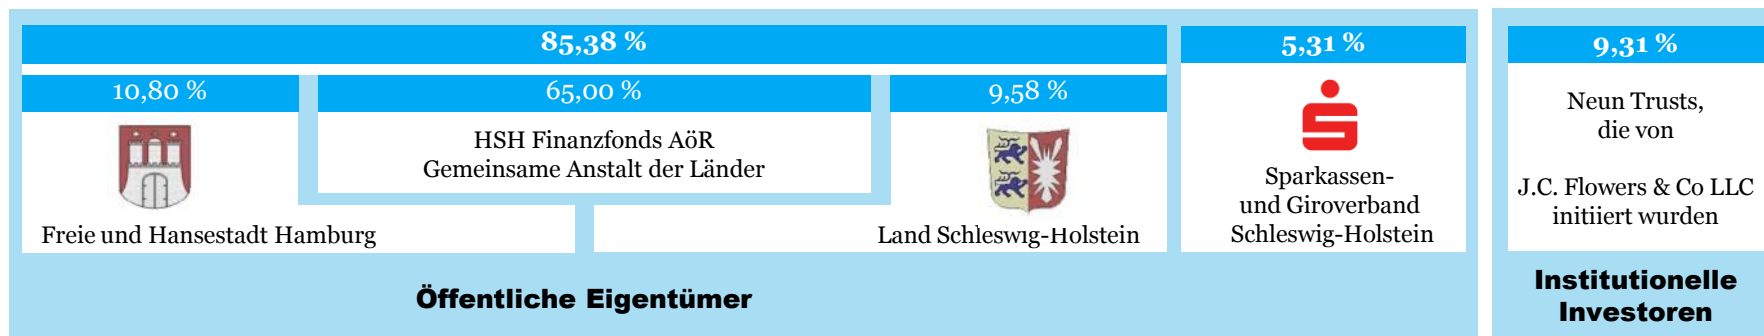 85,38 %
10,80 %
65,00 %
9,58 %
HSH Finanzfonds AöR
Gemeinsame Anstalt der Länder
Freie und Hansestadt Hamburg
Land Schleswig-Holstein
5,31 %
Sparkassen-
und Giroverband
Schleswig-Holstein
Öffentliche Eigentümer
9,31 %
Neun Trusts,
die von
J.C. Flowers & Co LLC
initiiert wurden
Institutionelle
Investoren